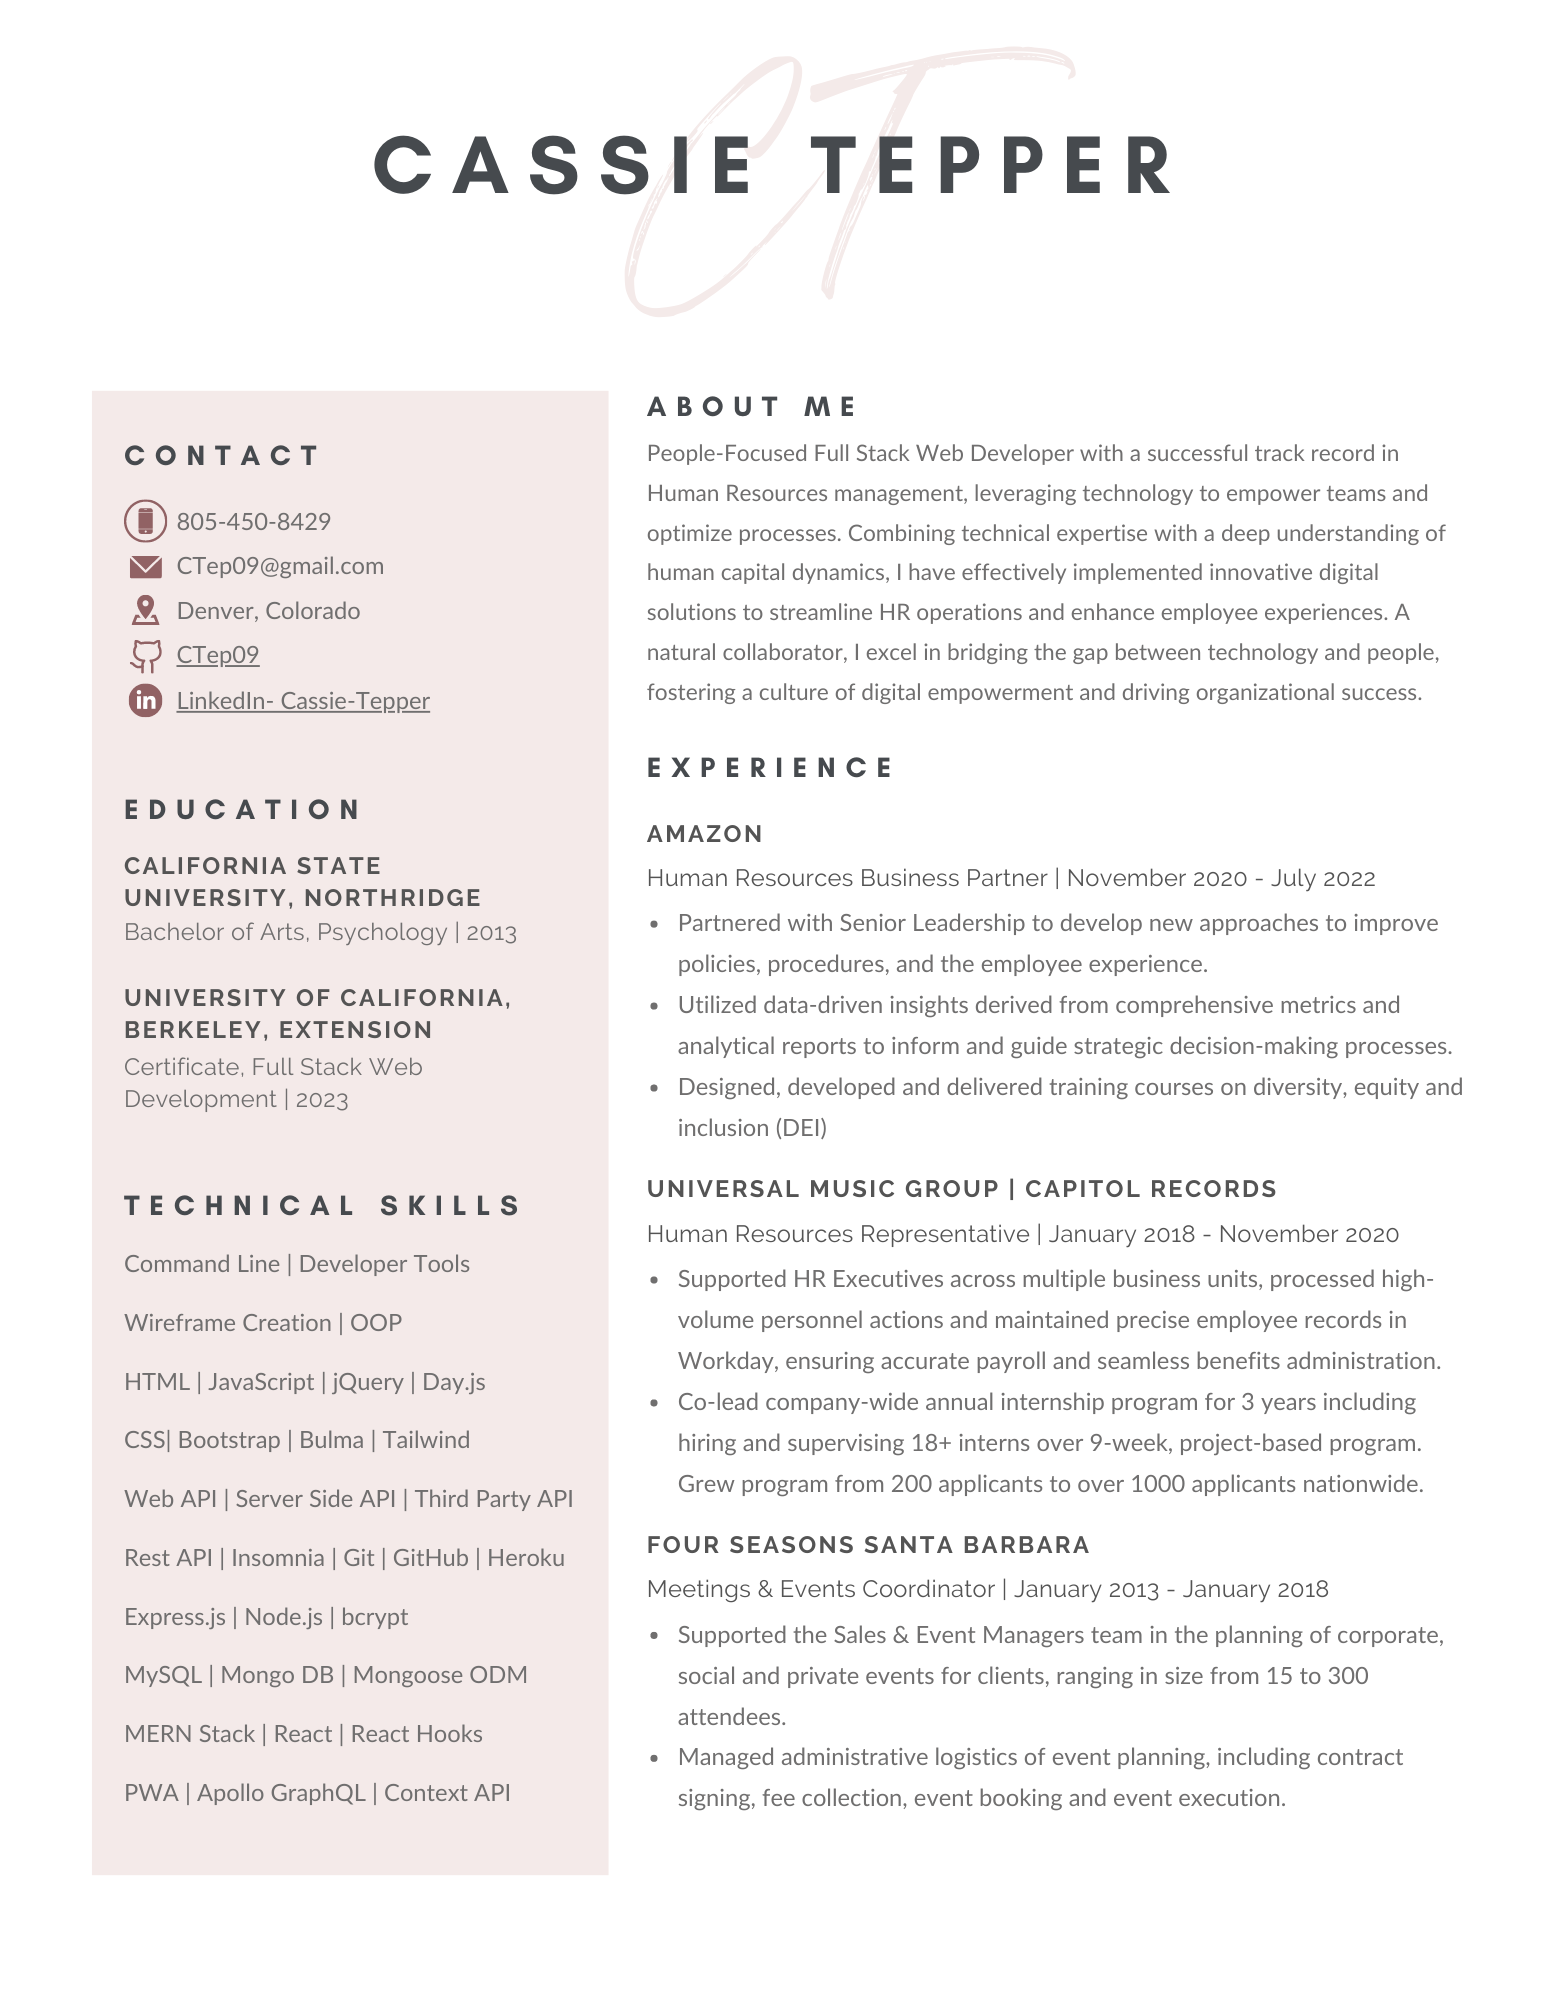 CT
CASSIE TEPPER
CONTACT
805-450-8429
CTep09@gmail.com
Denver, Colorado
CTep09
in
LinkedIn- Cassie-Tepper
EDUCATION
CALIFORNIA STATE
UNIVERSITY, NORTHRIDGE
Bachelor of Arts, Psychology | 2013
UNIVERSITY OF CALIFORNIA,
BERKELEY, EXTENSION
Certificate, Full Stack Web
Development | 2023
TECHNICAL SKILLS
Command Line | Developer Tools
Wireframe Creation | OOP
HTML | JavaScript | jQuery | Day.js
CSS| Bootstrap | Bulma | Tailwind
Web API | Server Side API | Third Party API
Rest API | Insomnia | Git | GitHub | Heroku
Express.js | Node.js | bcrypt
MySQL | Mongo DB | Mongoose ODM
MERN Stack | React | React Hooks
PWA | Apollo GraphQL | Context API
ABOUT ME
People-Focused Full Stack Web Developer with a successful track record in
Human Resources management, leveraging technology to empower teams and
optimize processes. Combining technical expertise with a deep understanding of
human capital dynamics, I have effectively implemented innovative digital
solutions to streamline HR operations and enhance employee experiences. A
natural collaborator, I excel in bridging the gap between technology and people,
fostering a culture of digital empowerment and driving organizational success.
EXPERIENCE
AMAZON
Human Resources Business Partner | November 2020 - July 2022
• Partnered with Senior Leadership to develop new approaches to improve
policies, procedures, and the employee experience.
• Utilized data-driven insights derived from comprehensive metrics and
analytical reports to inform and guide strategic decision-making processes.
• Designed, developed and delivered training courses on diversity, equity and
inclusion (DEI)
UNIVERSAL MUSIC GROUP | CAPITOL RECORDS
Human Resources Representative | January 2018 - November 2020
• Supported HR Executives across multiple business units, processed high-
volume personnel actions and maintained precise employee records in
Workday, ensuring accurate payroll and seamless benefits administration.
• Co-lead company-wide annual internship program for 3 years including
hiring and supervising 18+ interns over 9-week, project-based program.
Grew program from 200 applicants to over 1000 applicants nationwide.
FOUR SEASONS SANTA BARBARA
Meetings & Events Coordinator | January 2013 - January 2018
• Supported the Sales & Event Managers team in the planning of corporate,
social and private events for clients, ranging in size from 15 to 300
attendees.
• Managed administrative logistics of event planning, including contract
signing, fee collection, event booking and event execution.